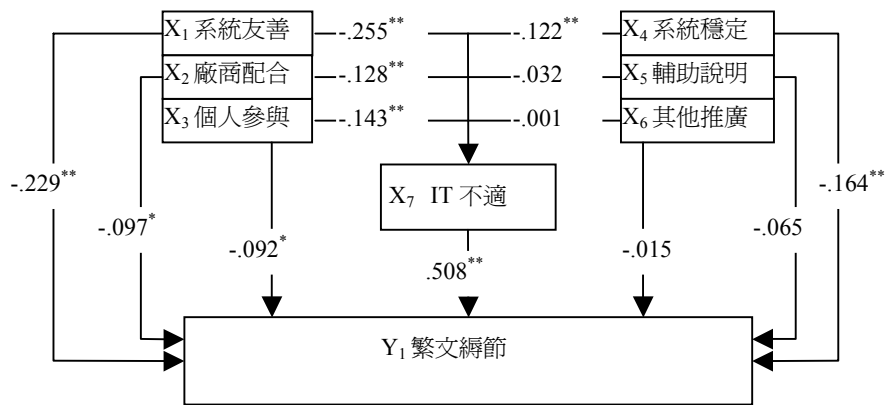 X₁ 系統友善 -.255** -.122** X₄ 系統穩定
X₂ 廠商配合 -.128** -.032 X₅ 輔助說明
X₃ 個人參與 -.143** -.001 X₆ 其他推廣
-.229** X₇ IT 不適 -.164**
-.097* -.092* .508** -.015 -.065
Y₁ 繁文縟節